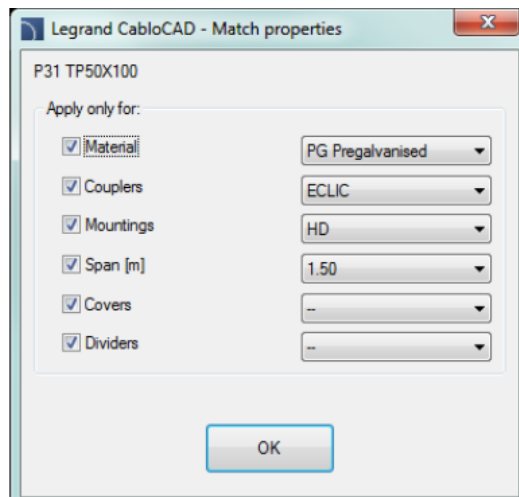 Legrand CabloCAD - Match properties
P31 TP50X100
Apply only for:
Material PG Pregalvanised
Couplers ECLIC
Mountings HD
Span [m] 1.50
Covers --
Dividers --
OK